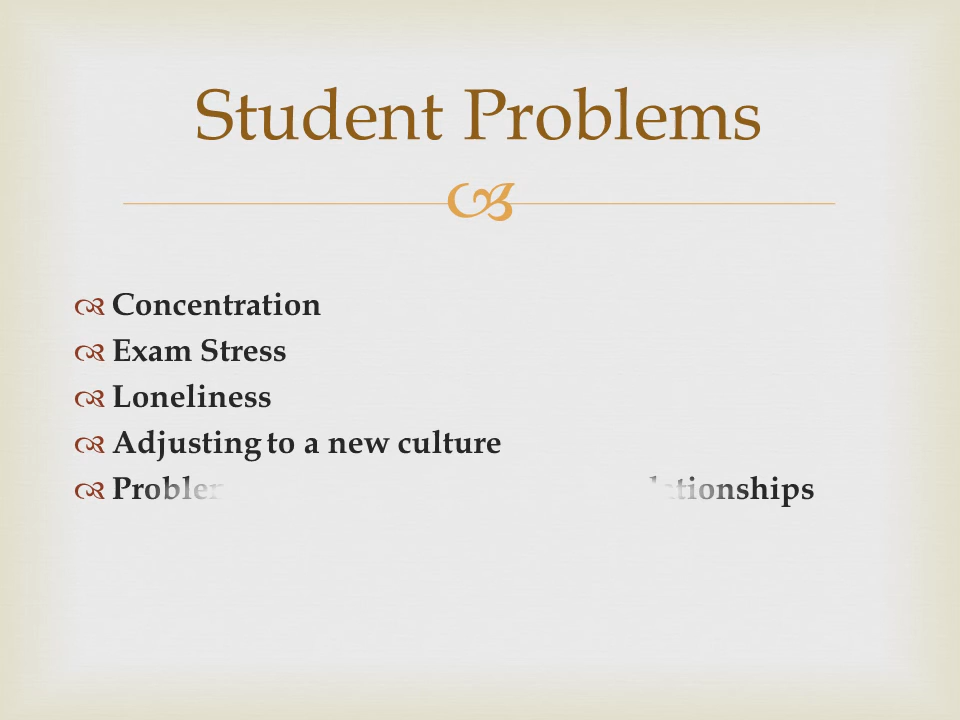 Student Problems
Concentration
Exam Stress
Loneliness
Adjusting to a new culture